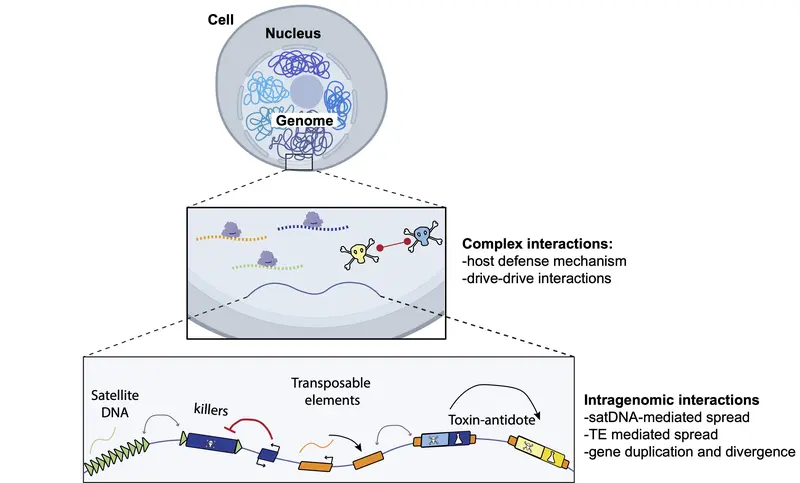 Cell
Nucleus
Genome
Complex interactions:
-host defense mechanism
-drive-drive interactions
Satellite
DNA
killers
Transposable
elements
Toxin-antidote
Intragenomic interactions
-satDNA-mediated spread
-TE mediated spread
-gene duplication and divergence